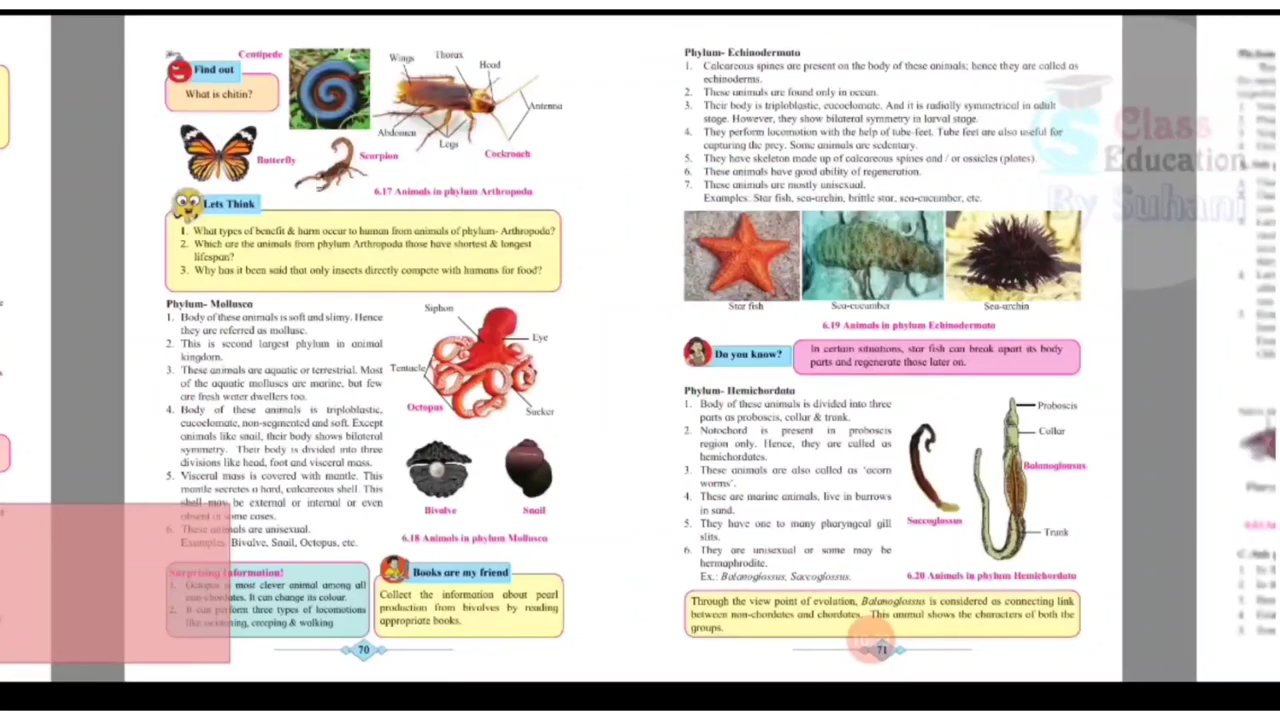 Centipede
Find out
What is chitin?
Wings
Thorax
Head
Antenna
Abdomen
Legs
Cockroach
Butterfly
Scorpion
6.17 Animals in phylum Arthropoda
Lets Think
1. What types of benefit & harm occur to human from animals of phylum- Arthropoda?
2. Which are the animals from phylum Arthropoda those have shortest & longest
lifespan?
3. Why has it been said that only insects directly compete with humans for food?
Phylum- Mollusca
1. Body of these animals is soft and slimy. Hence
they are referred as mollusc.
2. This is second largest phylum in animal
kingdom.
3. These animals are aquatic or terrestrial. Most
of the aquatic molluscs are marine, but few
are fresh water dwellers too.
4. Body of these animals is triploblastic,
eucoelomate, non-segmented and soft. Except
animals like snail, their body shows bilateral
symmetry. Their body is divided into three
divisions like head, foot and visceral mass.
5. Visceral mass is covered with mantle. This
mantle secretes a hard, calcareous shell. This
shell may be external or internal or even
absent in some cases.
6. These animals are unisexual.
Examples: Bivalve, Snail, Octopus, etc.
Siphon
Eye
Tentacle
Octopus
Sucker
Bivalve
Snail
6.18 Animals in phylum Mollusca
Surprising Information!
1. Octopus is most clever animal among all
non-chordates. It can change its colour.
2. It can perform three types of locomotions
like swimming, creeping & walking
Books are my friend
Collect the information about pearl
production from bivalves by reading
appropriate books.
70
Phylum- Echinodermata
1. Calcareous spines are present on the body of these animals; hence they are called as
echinoderms.
2. These animals are found only in ocean.
3. Their body is triploblastic, eucoelomate. And it is radially symmetrical in adult
stage. However, they show bilateral symmetry in larval stage.
4. They perform locomotion with the help of tube-feet. Tube feet are also useful for
capturing the prey. Some animals are sedentary.
5. They have skeleton made up of calcareous spines and / or ossicles (plates).
6. These animals have good ability of regeneration.
7. These animals are mostly unisexual.
Examples: Star fish, sea-urchin, brittle star, sea-cucumber, etc.
Class
Education
By Suhani
Star fish
Sea-cucumber
Sea-urchin
6.19 Animals in phylum Echinodermata
Do you know?
In certain situations, star fish can break apart its body
parts and regenerate those later on.
Phylum- Hemichordata
1. Body of these animals is divided into three
parts as proboscis, collar & trunk.
2. Notochord is present in proboscis
region only. Hence, they are called as
hemichordates.
3. These animals are also called as 'acorn
worms'.
4. These are marine animals, live in burrows
in sand.
5. They have one to many pharyngeal gill
slits.
6. They are unisexual or some may be
hermaphrodite.
Ex.: Balanoglossus, Saccoglossus.
Proboscis
Collar
Balanoglossus
Saccoglossus
Trunk
6.20 Animals in phylum Hemichordata
Through the view point of evolution, Balanoglossus is considered as connecting link
between non-chordates and chordates. This animal shows the characters of both the
groups.
71